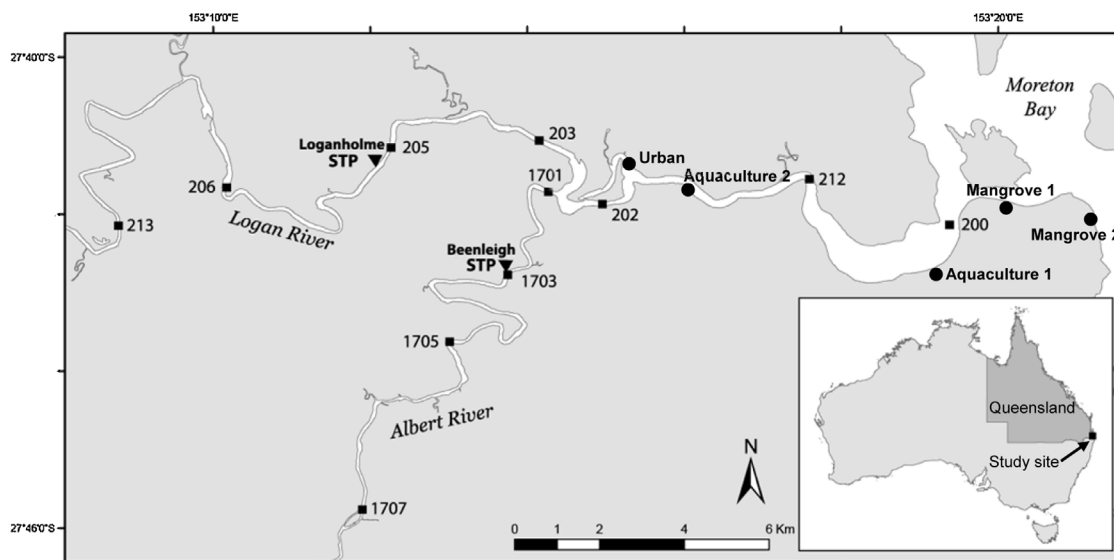 153°10'0"E
153°20'0"E
27°40'0"S
Moreton
Bay
203
Loganholme
STP
205
Urban
1701
Aquaculture 2
212
206
Mangrove 1
202
213
Logan River
200
Mangrove 2
Beenleigh
STP
1703
Aquaculture 1
1705
Albert River
Queensland
N
Study site
1707
27°46'0"S
0 1 2 4 6 Km